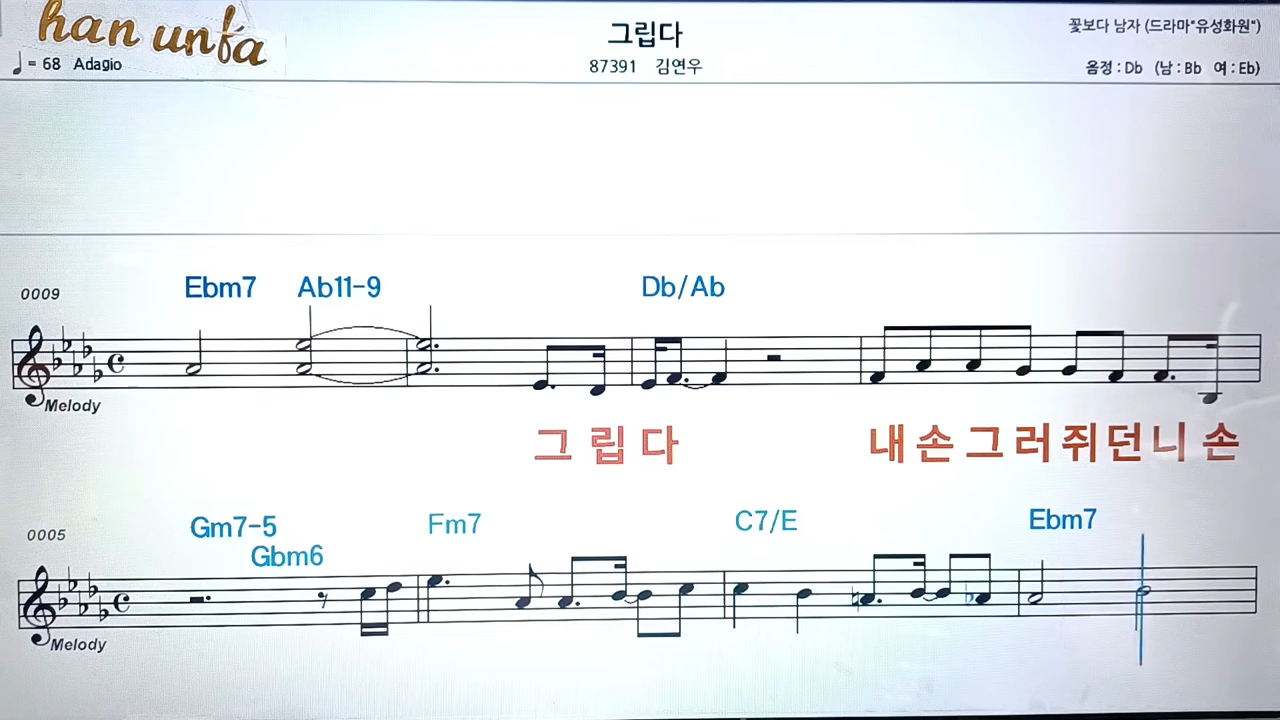 han unfa
그립다
꽃보다 남자 (드라마"유성화원")
♩ = 68 Adagio
87391 김연우
음정 : Db (남 : Bb 여 : Eb)
0009
Ebm7 Ab11-9 Db/Ab
Melody
그 립 다 내 손 그 러 쥐 던 니 손
0005
Gm7-5 Fm7 C7/E Ebm7
Gbm6
Melody